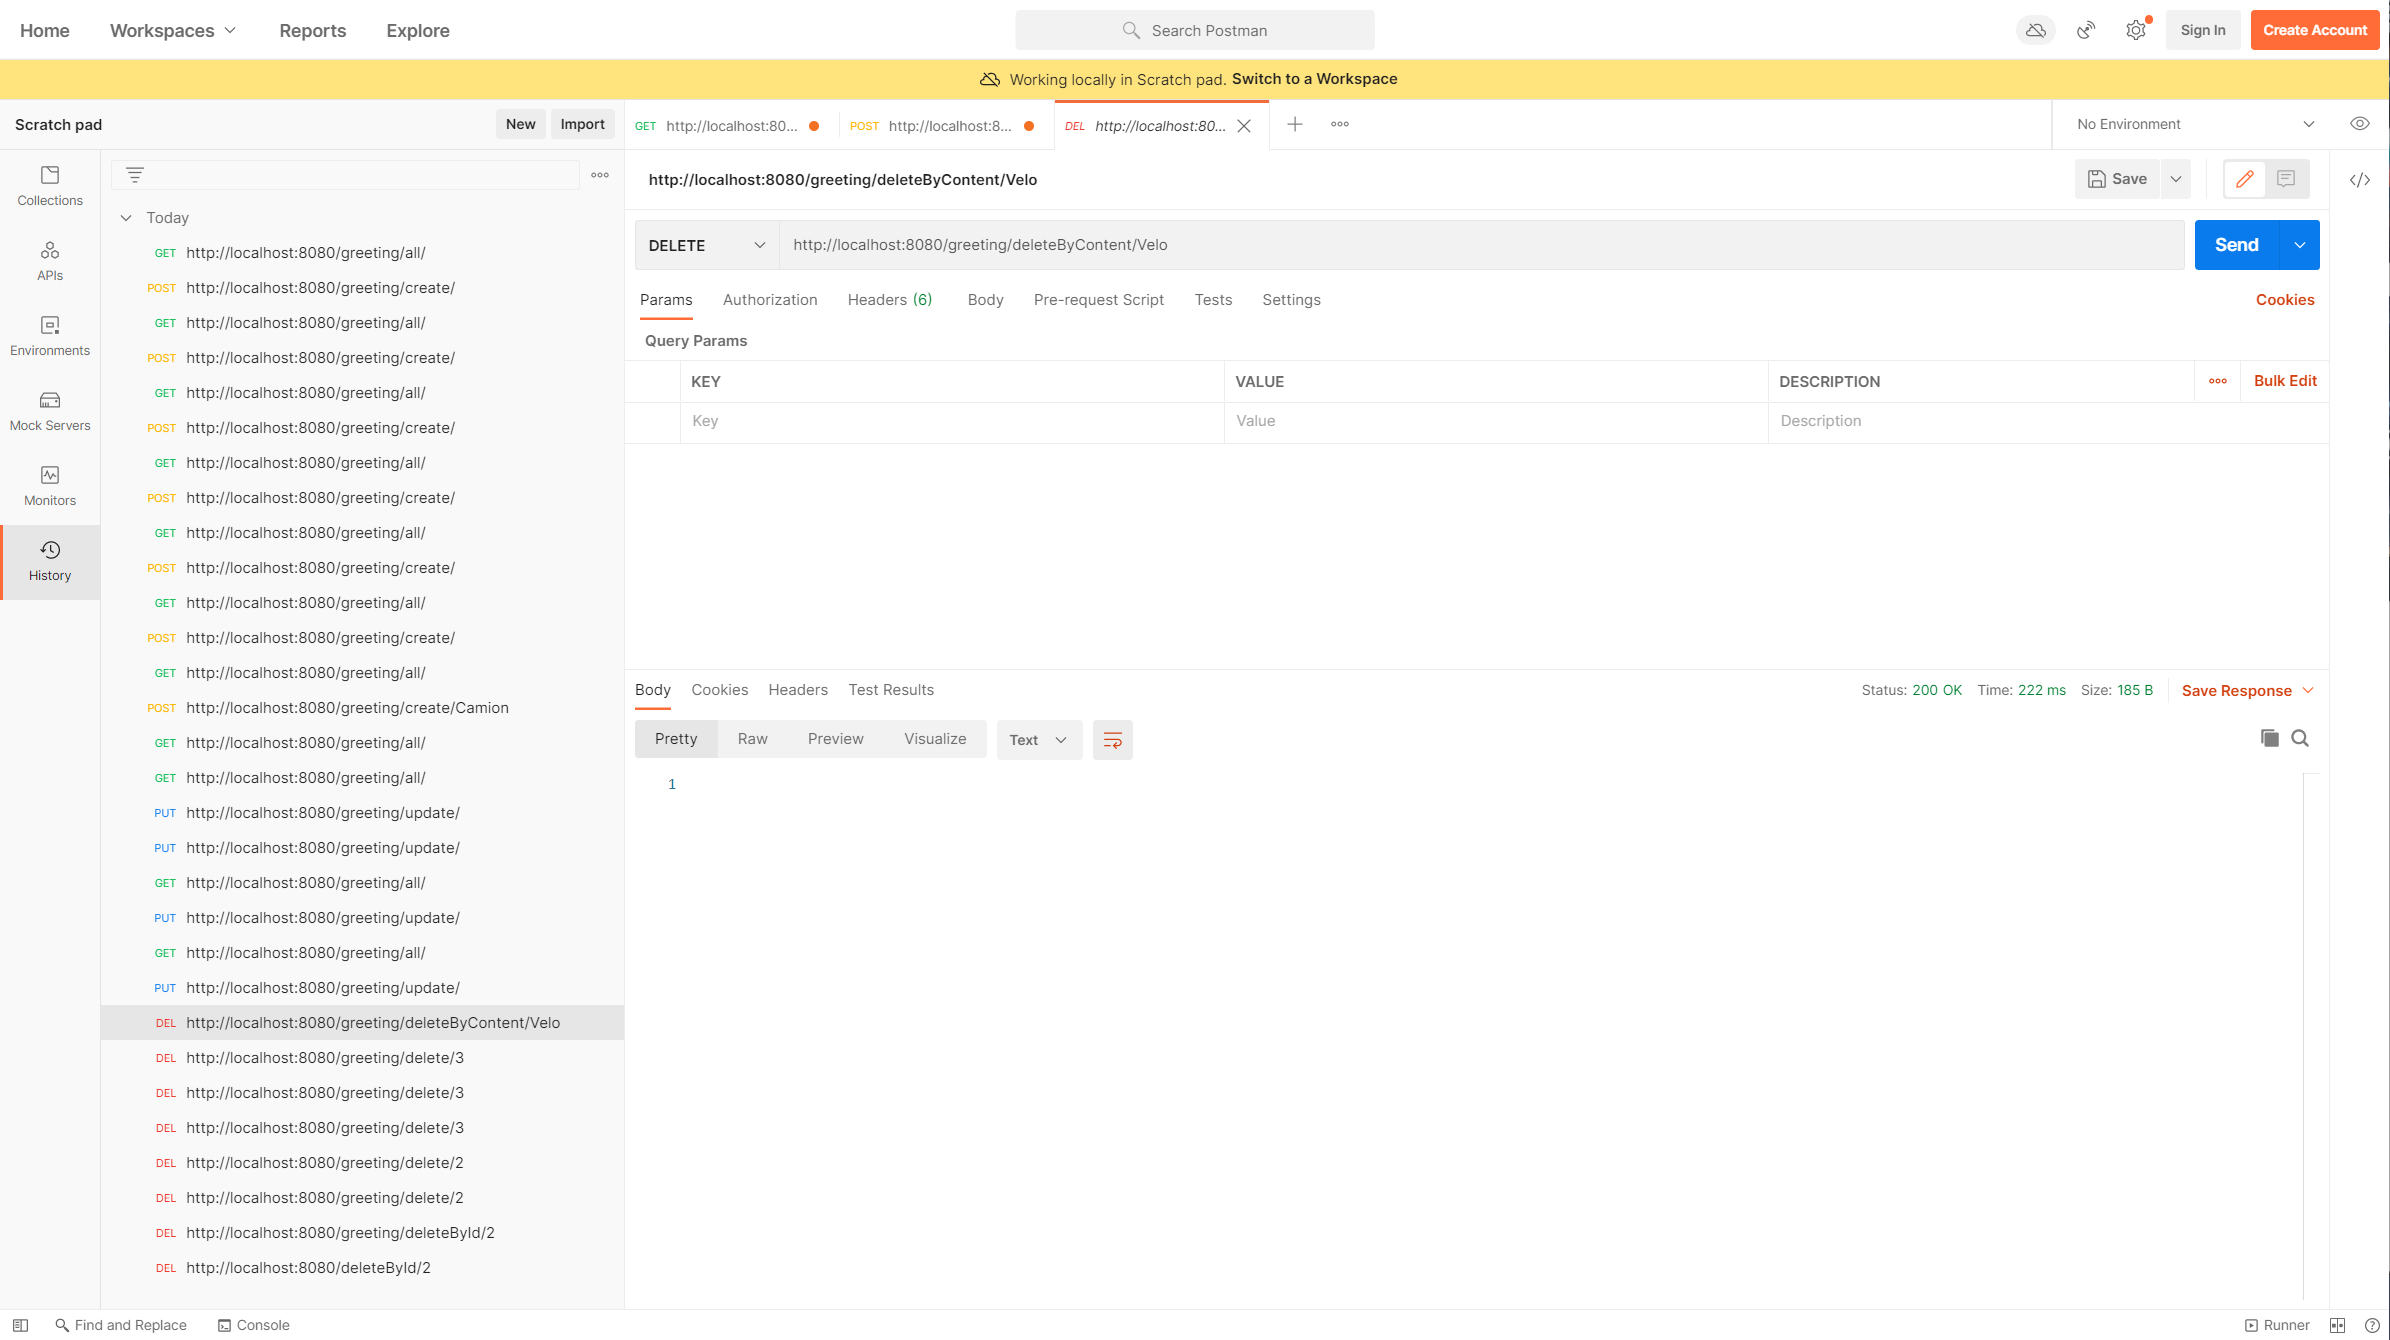 Home Workspaces Reports Explore Search Postman Sign In Create Account
Working locally in Scratch pad. Switch to a Workspace
Scratch pad New Import
GET http://localhost:80... POST http://localhost:8... DEL http://localhost:80... No Environment
Collections
APIs
Environments
Mock Servers
Monitors
History
Today
GET http://localhost:8080/greeting/all/
POST http://localhost:8080/greeting/create/
GET http://localhost:8080/greeting/all/
POST http://localhost:8080/greeting/create/
GET http://localhost:8080/greeting/all/
POST http://localhost:8080/greeting/create/
GET http://localhost:8080/greeting/all/
POST http://localhost:8080/greeting/create/
GET http://localhost:8080/greeting/all/
POST http://localhost:8080/greeting/create/
GET http://localhost:8080/greeting/all/
POST http://localhost:8080/greeting/create/
GET http://localhost:8080/greeting/all/
POST http://localhost:8080/greeting/create/Camion
GET http://localhost:8080/greeting/all/
GET http://localhost:8080/greeting/all/
PUT http://localhost:8080/greeting/update/
PUT http://localhost:8080/greeting/update/
GET http://localhost:8080/greeting/all/
PUT http://localhost:8080/greeting/update/
GET http://localhost:8080/greeting/all/
PUT http://localhost:8080/greeting/update/
DEL http://localhost:8080/greeting/deleteByContent/Velo
DEL http://localhost:8080/greeting/delete/3
DEL http://localhost:8080/greeting/delete/3
DEL http://localhost:8080/greeting/delete/3
DEL http://localhost:8080/greeting/delete/2
DEL http://localhost:8080/greeting/delete/2
DEL http://localhost:8080/greeting/deleteById/2
DEL http://localhost:8080/deleteById/2
http://localhost:8080/greeting/deleteByContent/Velo Save
DELETE http://localhost:8080/greeting/deleteByContent/Velo Send
Params Authorization Headers (6) Body Pre-request Script Tests Settings Cookies
Query Params
KEY VALUE DESCRIPTION Bulk Edit
Key Value Description
Body Cookies Headers Test Results Status: 200 OK Time: 222 ms Size: 185 B Save Response
Pretty Raw Preview Visualize Text
1
Find and Replace Console Runner